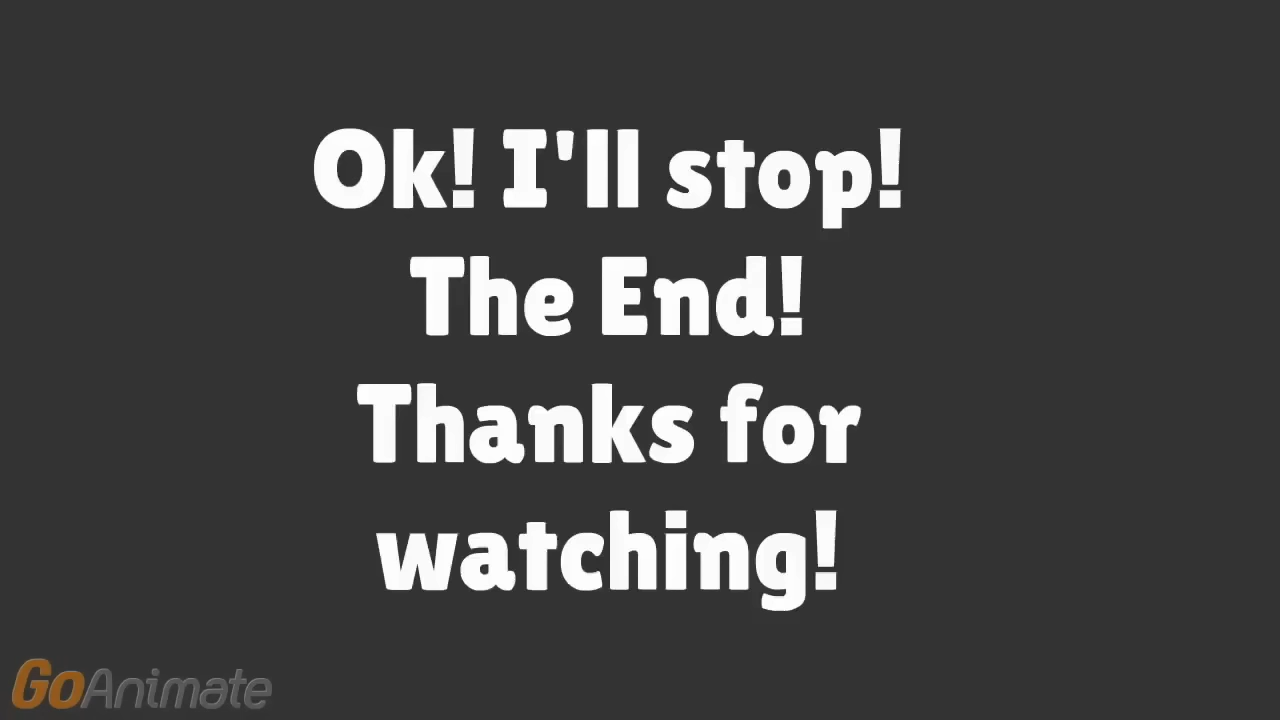 Ok! I'll stop!
The End!
Thanks for
watching!
GoAnimate